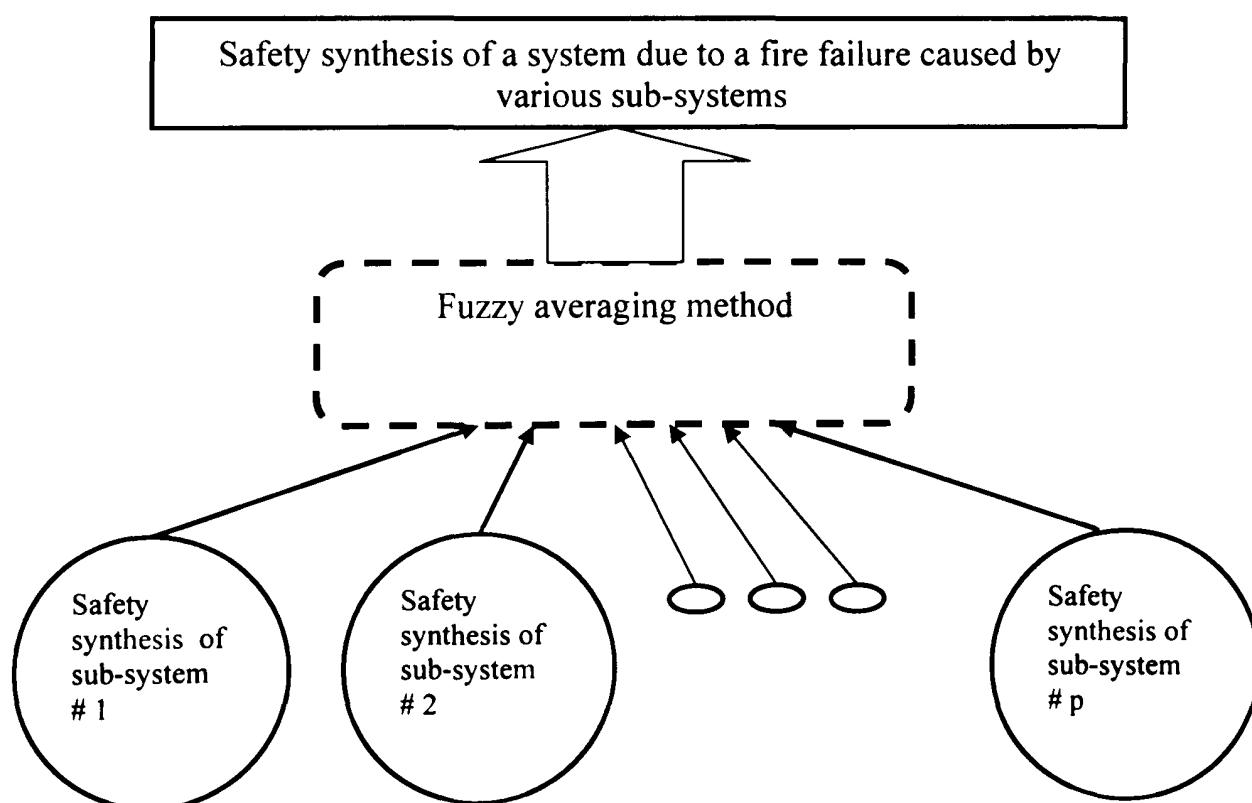 Safety synthesis of a system due to a fire failure caused by
various sub-systems
Fuzzy averaging method
Safety
synthesis of
sub-system
# 1
Safety
synthesis of
sub-system
# 2
Safety
synthesis of
sub-system
# p